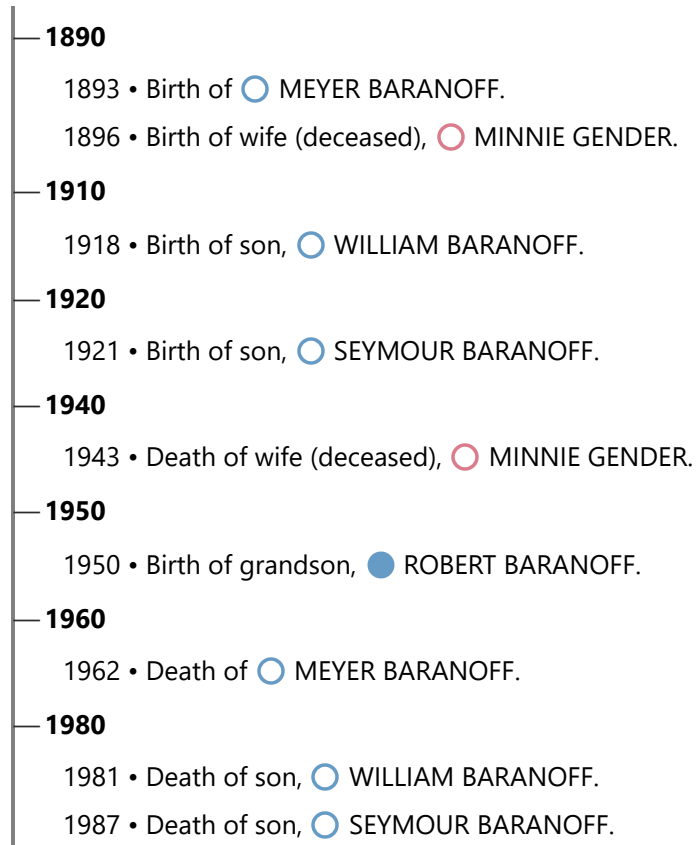 1890
1893 • Birth of MEYER BARANOFF.
1896 • Birth of wife (deceased), MINNIE GENDER.
1910
1918 • Birth of son, WILLIAM BARANOFF.
1920
1921 • Birth of son, SEYMOUR BARANOFF.
1940
1943 • Death of wife (deceased), MINNIE GENDER.
1950
1950 • Birth of grandson, ROBERT BARANOFF.
1960
1962 • Death of MEYER BARANOFF.
1980
1981 • Death of son, WILLIAM BARANOFF.
1987 • Death of son, SEYMOUR BARANOFF.